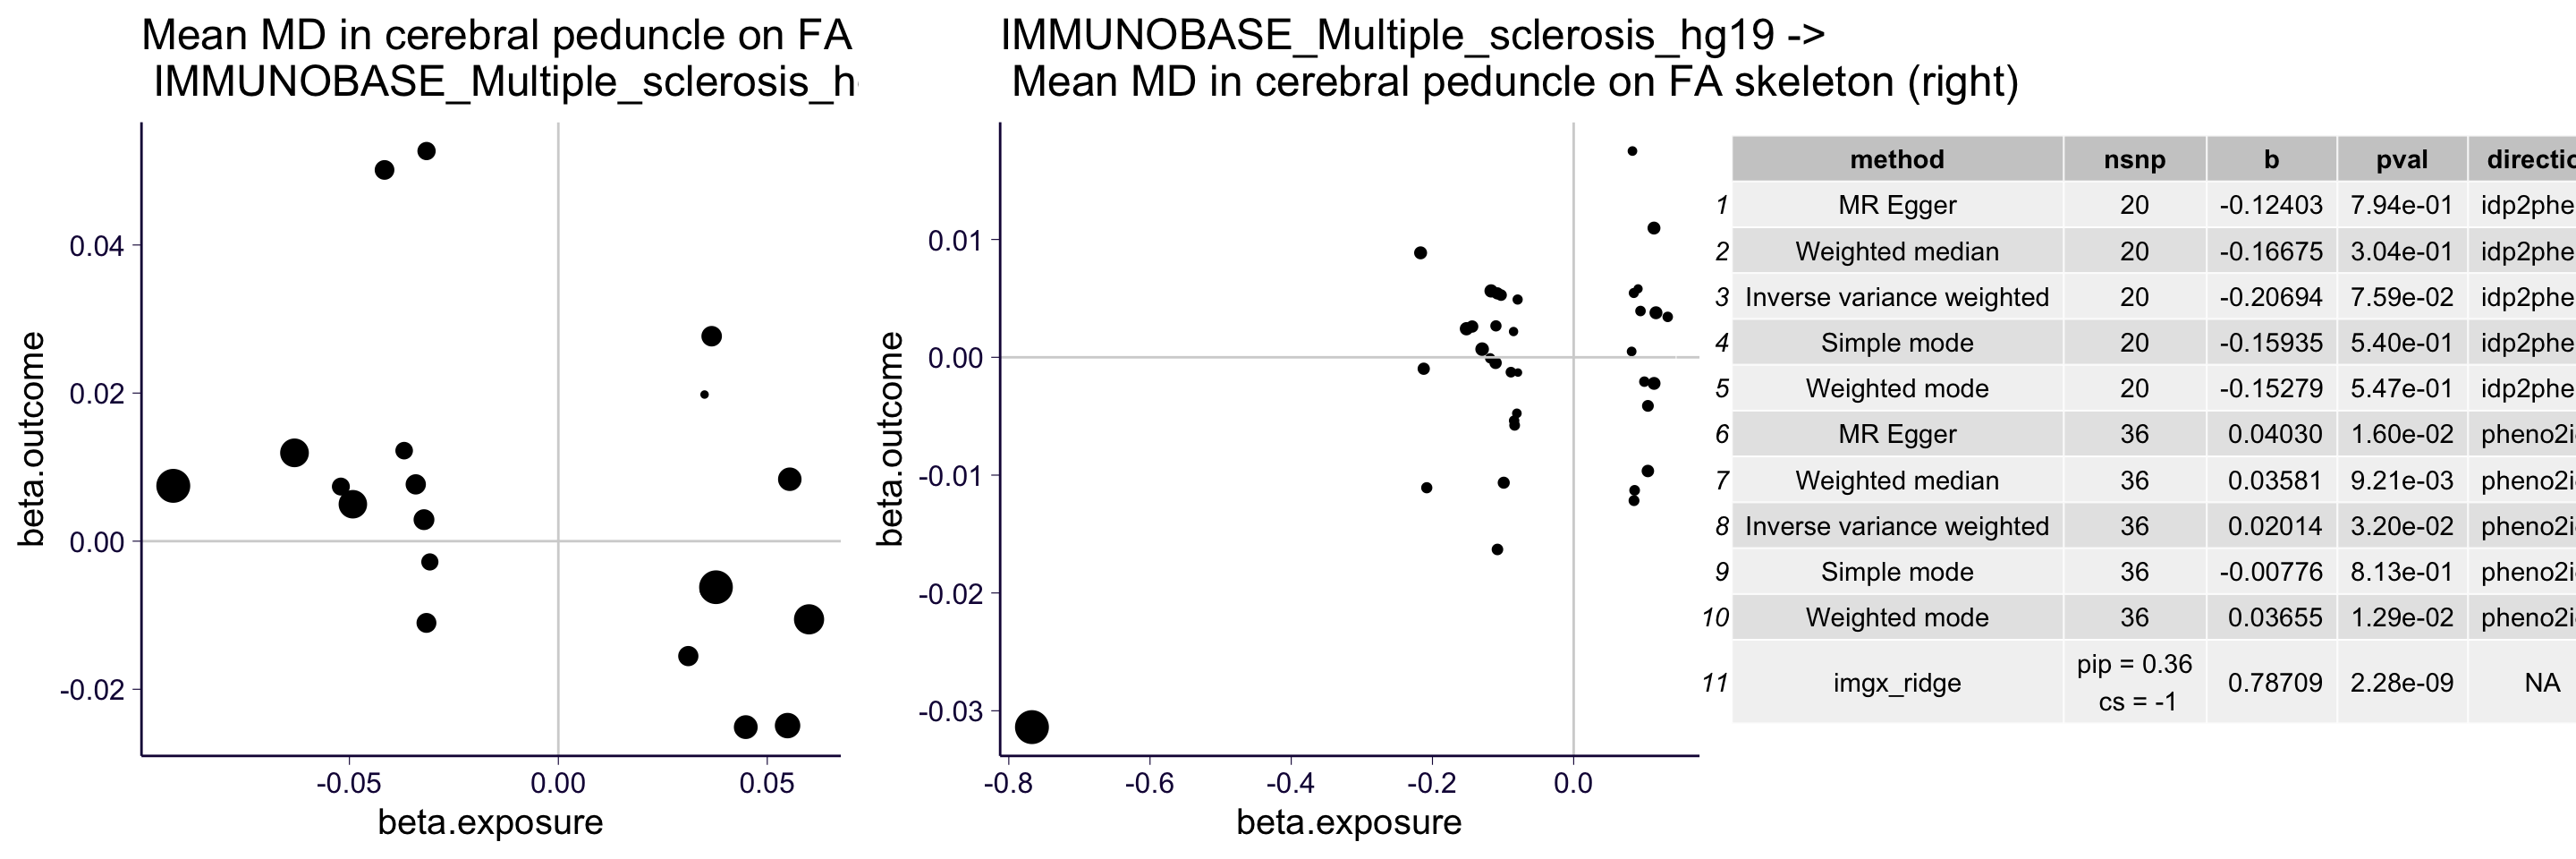 Mean MD in cerebral peduncle on FA
IMMUNOBASE_Multiple_sclerosis_h
0.04
0.02
0.00
-0.02
beta.outcome
-0.05 0.00 0.05
beta.exposure
IMMUNOBASE_Multiple_sclerosis_hg19 ->
Mean MD in cerebral peduncle on FA skeleton (right)
0.01
0.00
-0.01
-0.02
-0.03
beta.outcome
-0.8 -0.6 -0.4 -0.2 0.0
beta.exposure
method nsnp b pval directio
1 MR Egger 20 -0.12403 7.94e-01 idp2phe
2 Weighted median 20 -0.16675 3.04e-01 idp2phe
3 Inverse variance weighted 20 -0.20694 7.59e-02 idp2phe
4 Simple mode 20 -0.15935 5.40e-01 idp2phe
5 Weighted mode 20 -0.15279 5.47e-01 idp2phe
6 MR Egger 36 0.04030 1.60e-02 pheno2i
7 Weighted median 36 0.03581 9.21e-03 pheno2i
8 Inverse variance weighted 36 0.02014 3.20e-02 pheno2i
9 Simple mode 36 -0.00776 8.13e-01 pheno2i
10 Weighted mode 36 0.03655 1.29e-02 pheno2i
11 imgx_ridge pip = 0.36 0.78709 2.28e-09 NA
cs = -1